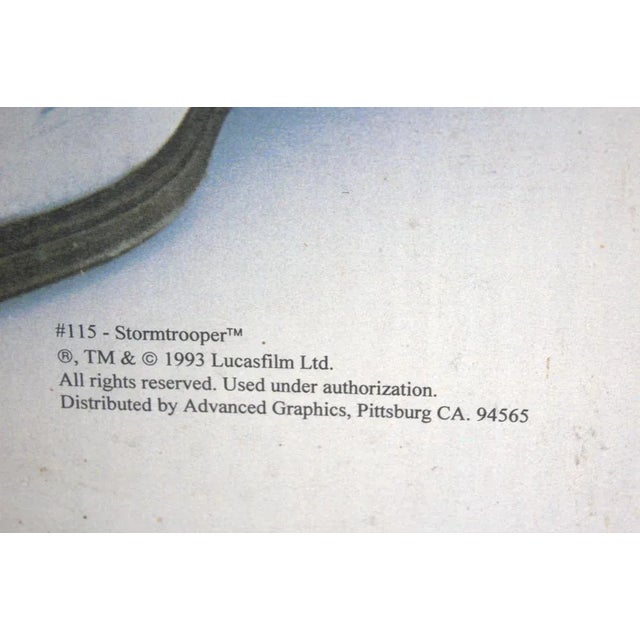 #115 - Stormtrooper™
®, TM & © 1993 Lucasfilm Ltd.
All rights reserved. Used under authorization.
Distributed by Advanced Graphics, Pittsburg CA. 94565